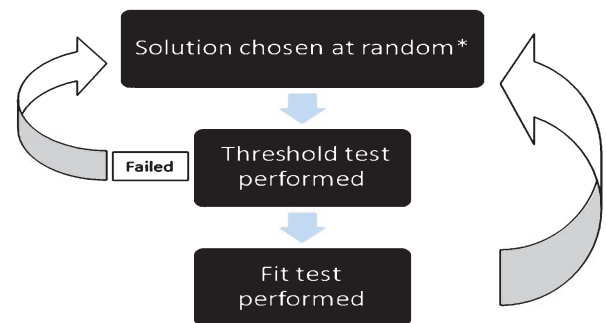 Solution chosen at random*
Threshold test
performed
Failed
Fit test
performed